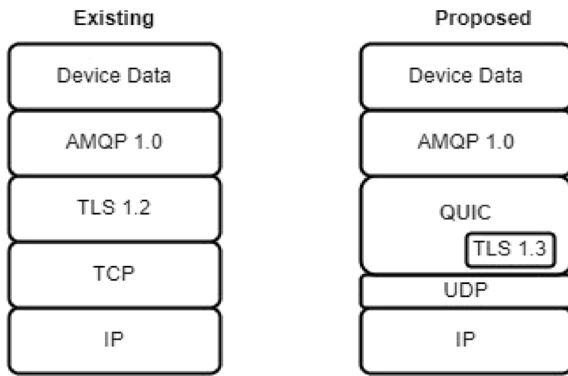 Existing
Device Data
AMQP 1.0
TLS 1.2
TCP
IP
Proposed
Device Data
AMQP 1.0
QUIC
TLS 1.3
UDP
IP